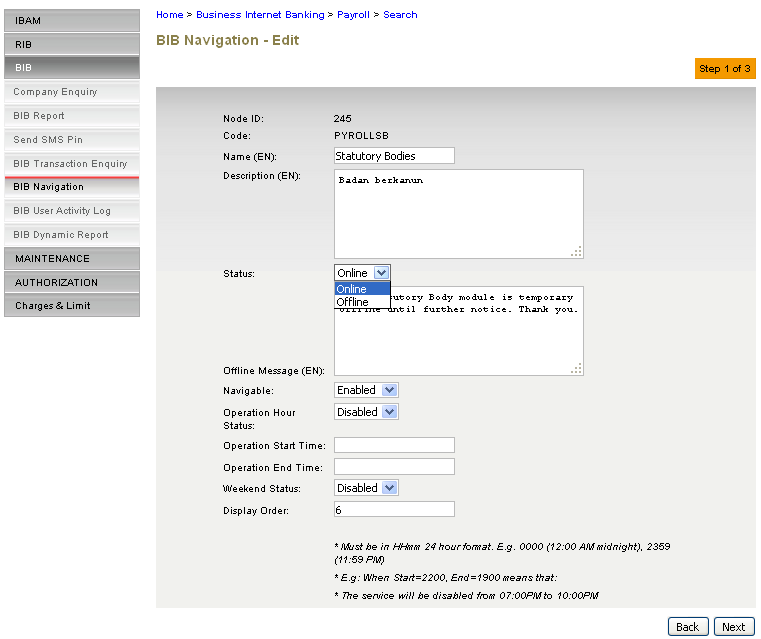 IBAM
RIB
BIB
Company Enquiry
BIB Report
Send SMS Pin
BIB Transaction Enquiry
BIB Navigation
BIB User Activity Log
BIB Dynamic Report
MAINTENANCE
AUTHORIZATION
Charges & Limit
Home > Business Internet Banking > Payroll > Search
BIB Navigation - Edit
Step 1 of 3
Node ID: 245
Code: PYROLLSB
Name (EN): Statutory Bodies
Description (EN): Badan berkanun
Status: Online
Online
Offline
Body module is temporary
until further notice. Thank you.
Offline Message (EN):
Navigable: Enabled
Operation Hour Disabled
Status:
Operation Start Time:
Operation End Time:
Weekend Status: Disabled
Display Order: 6
* Must be in HHmm 24 hour format. E.g. 0000 (12:00 AM midnight), 2359
(11:59 PM)
* E.g: When Start=2200, End=1900 means that:
* The service will be disabled from 07:00PM to 10:00PM
Back Next